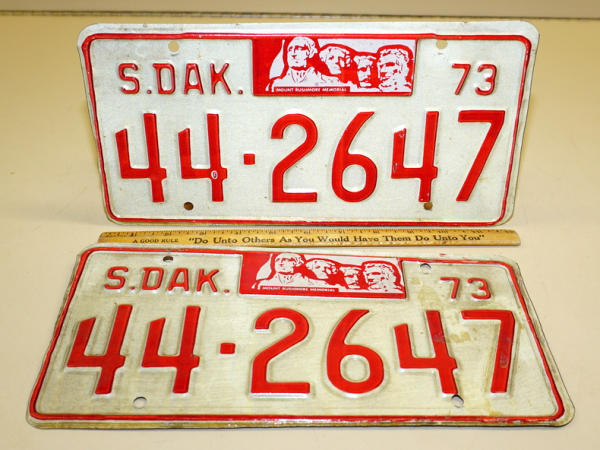 S.DAK. 73
MOUNT RUSHMORE MEMORIAL
44·2647
A GOOD RULE "Do Unto Others As You Would Have Them Do Unto You"
S.DAK. 73
MOUNT RUSHMORE MEMORIAL
44·2647